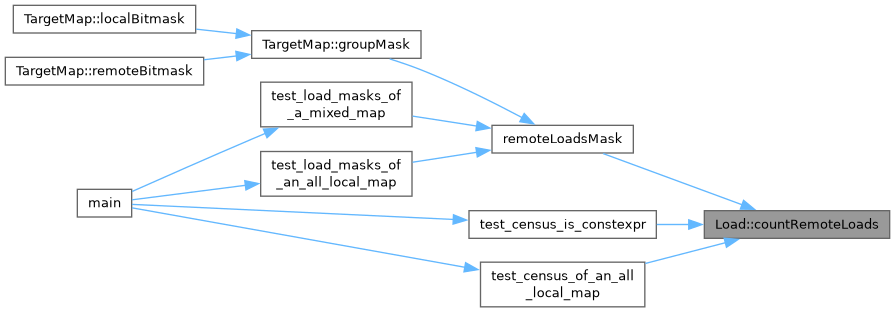 TargetMap::localBitmask
TargetMap::groupMask
TargetMap::remoteBitmask
test_load_masks_of
_a_mixed_map
remoteLoadsMask
test_load_masks_of
_an_all_local_map
main
test_census_is_constexpr
Load::countRemoteLoads
test_census_of_an_all
_local_map